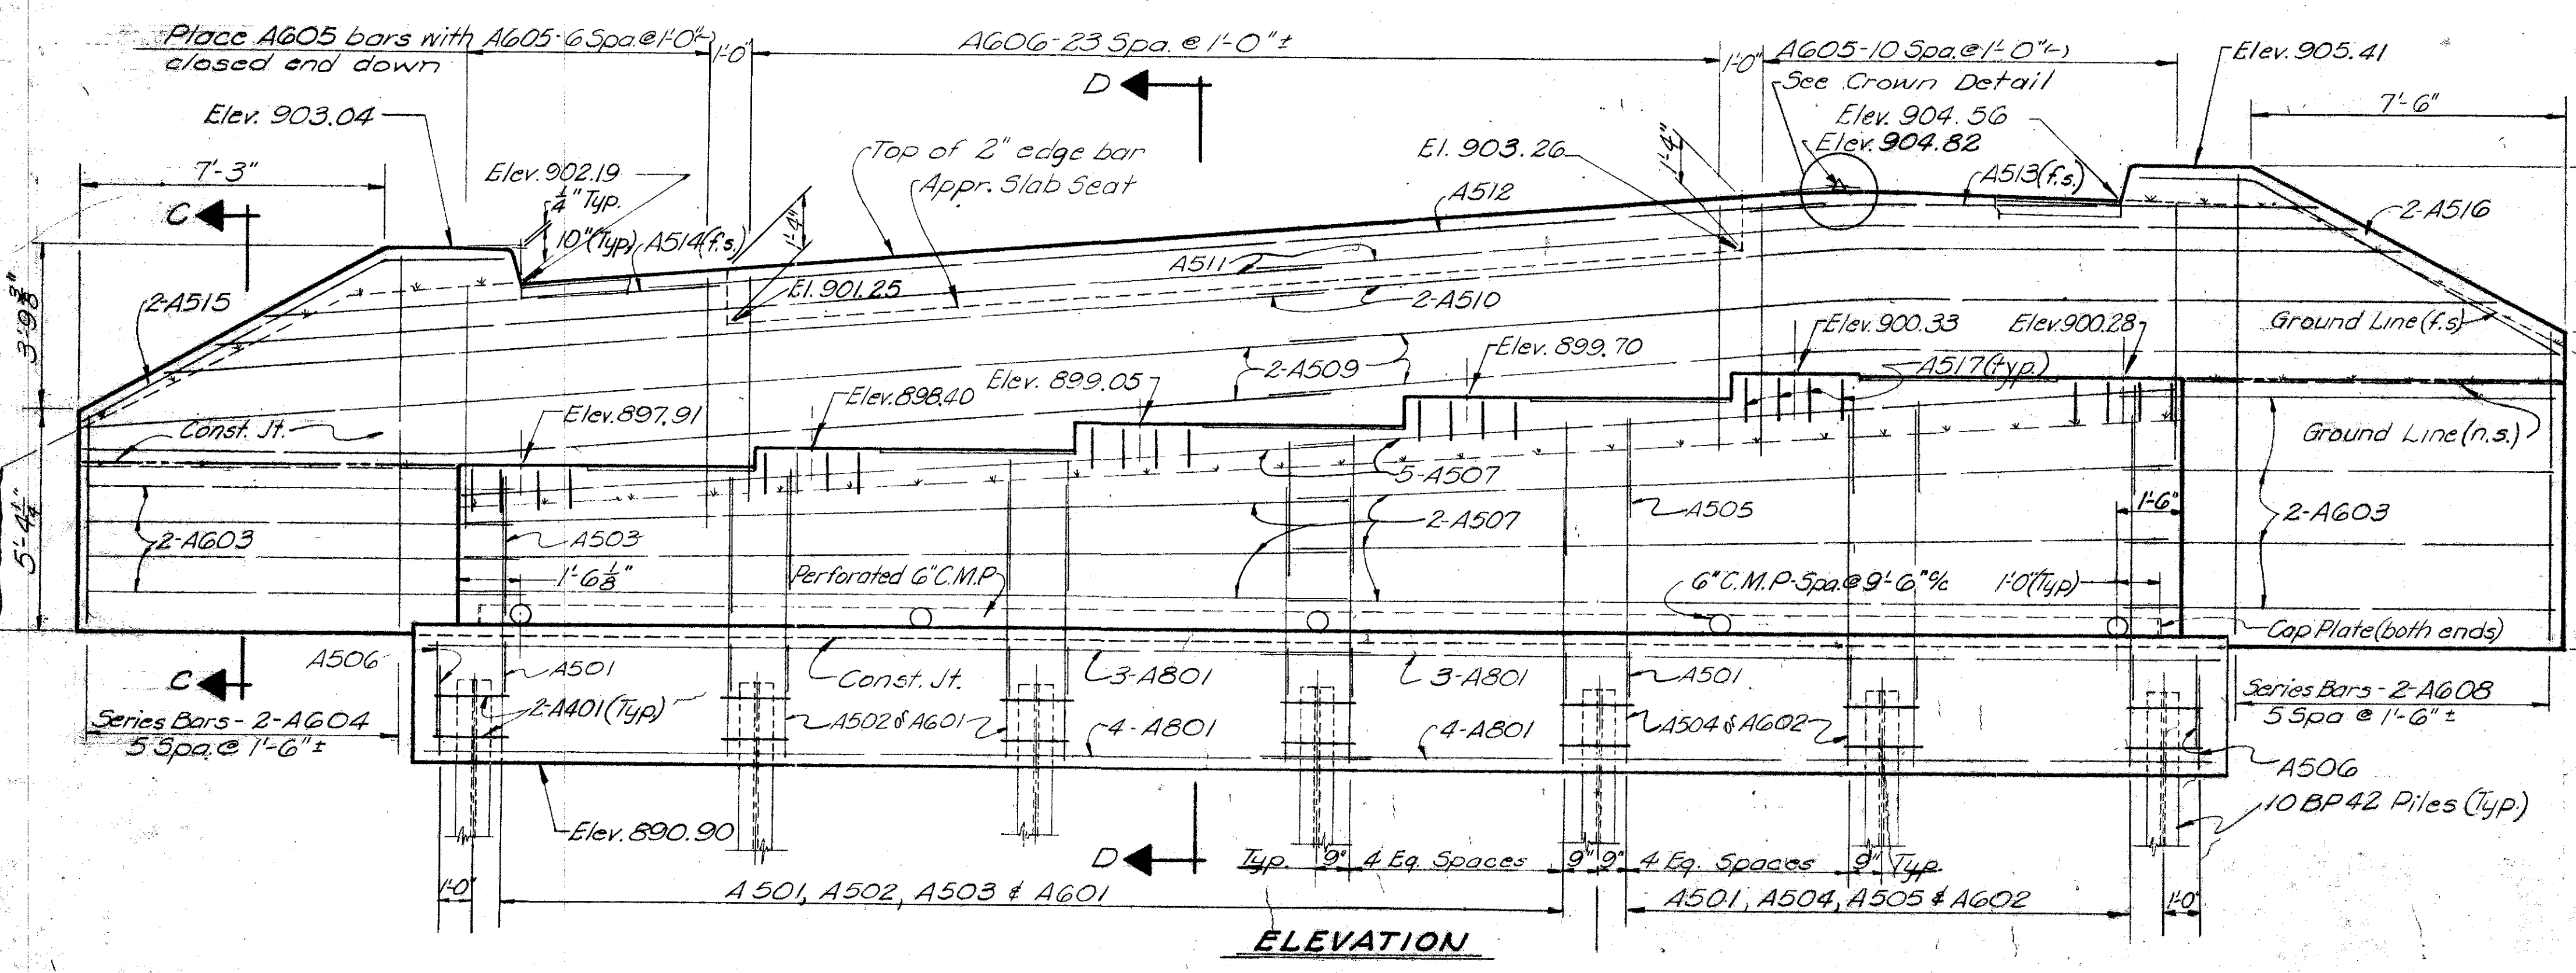 Place A605 bars with
closed end down
A605-6 Spa.@1'-0"(-)
1'-0"
A606-23 Spa. @ 1'-0"±
1'-0"
A605-10 Spa.@1'-0"(-)
Elev. 905.41
D
See Crown Detail
7'-6"
Elev. 903.04
Elev. 904.56
Elev. 904.82
7'-3"
Elev. 902.19
1/4" Typ.
10"(Typ)
A514(f.s.)
1'-4"
Top of 2" edge bar
Appr. Slab Seat
El. 903.26
1'-4"
A512
A513(f.s.)
2-A516
C
3'-9 3/8"
2-A515
El. 901.25
A511
2-A510
Elev. 900.33
Elev. 900.28
Ground Line (f.s)
Elev. 899.70
A517(typ.)
2-A509
Elev. 899.05
Elev. 898.40
Elev. 897.91
Const. Jt.
Ground Line (n.s.)
5'-4 1/4"
5-A507
2-A507
A505
1'-6"
2-A603
2-A603
A503
1'-6 1/8"
Perforated 6" C.M.P.
6" C.M.P.-Spa.@ 9'-6" c/c
1'-0"(Typ)
Cap Plate (both ends)
A506
A501
Const. Jt.
3-A801
3-A801
A501
C
2-A401 (Typ.)
Series Bars - 2-A604
5 Spa. @ 1'-6" ±
A502 & A601
4-A801
4-A801
A504 & A602
Series Bars - 2-A608
5 Spa @ 1'-6" ±
A506
10 BP 42 Piles (Typ.)
Elev. 890.90
D
Typ.
9"
4 Eq. Spaces
9"
9"
4 Eq. Spaces
9"
Typ.
1'-0"
A501, A502, A503 & A601
A501, A504, A505 & A602
1'-0"
ELEVATION